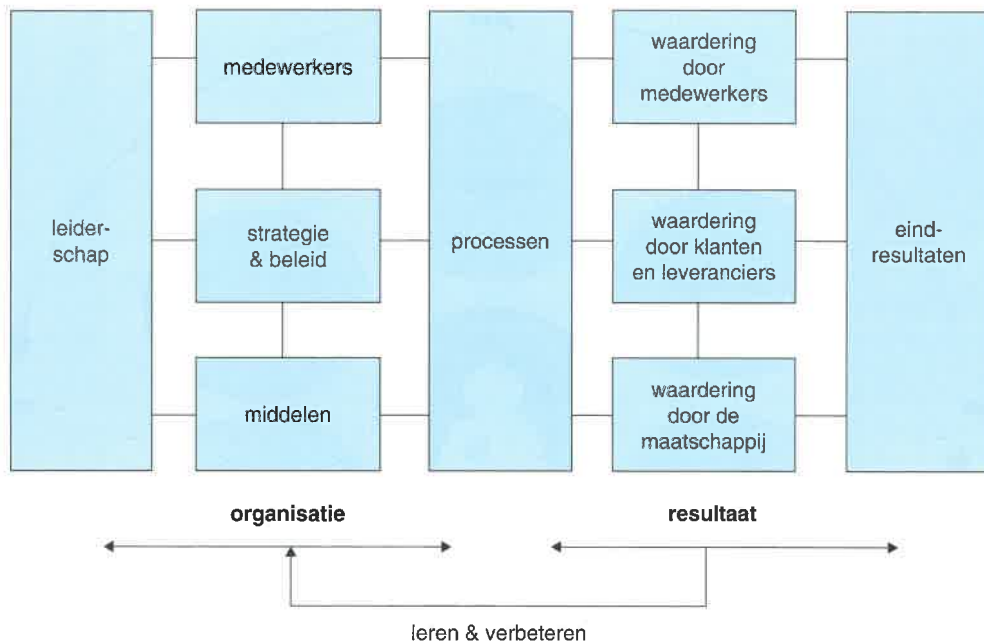 leider-
schap
medewerkers
strategie
& beleid
middelen
processen
waardering
door
medewerkers
waardering
door klanten
en leveranciers
waardering
door de
maatschappij
eind-
resultaten
organisatie
resultaat
leren & verbeteren